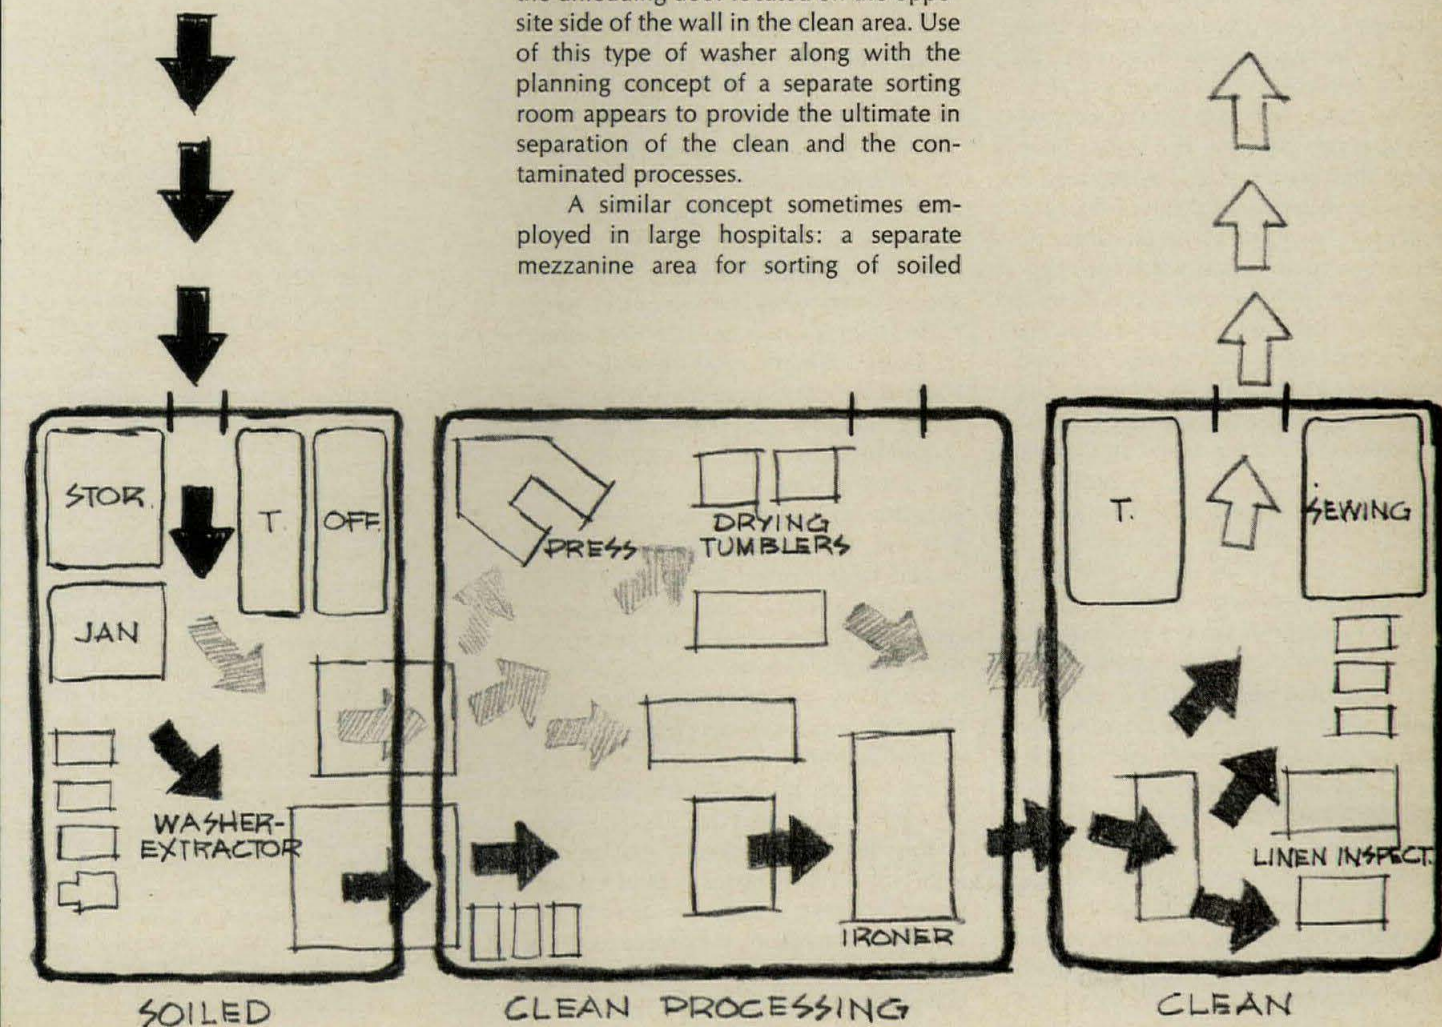 site side of the wall in the clean area. Use
of this type of washer along with the
planning concept of a separate sorting
room appears to provide the ultimate in
separation of the clean and the con-
taminated processes.
A similar concept sometimes em-
ployed in large hospitals: a separate
mezzanine area for sorting of soiled
STOR.
T.
OFF.
JAN
WASHER-
EXTRACTOR
SOILED
PRESS
DRYING
TUMBLERS
IRONER
CLEAN PROCESSING
T.
SEWING
LINEN INSPECT.
CLEAN